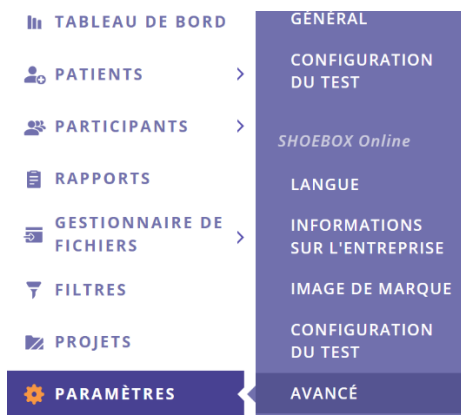 TABLEAU DE BORD
PATIENTS
PARTICIPANTS
RAPPORTS
GESTIONNAIRE DE
FICHIERS
FILTRES
PROJETS
PARAMÈTRES
GÉNÉRAL
CONFIGURATION
DU TEST
SHOEBOX Online
LANGUE
INFORMATIONS
SUR L'ENTREPRISE
IMAGE DE MARQUE
CONFIGURATION
DU TEST
AVANCÉ